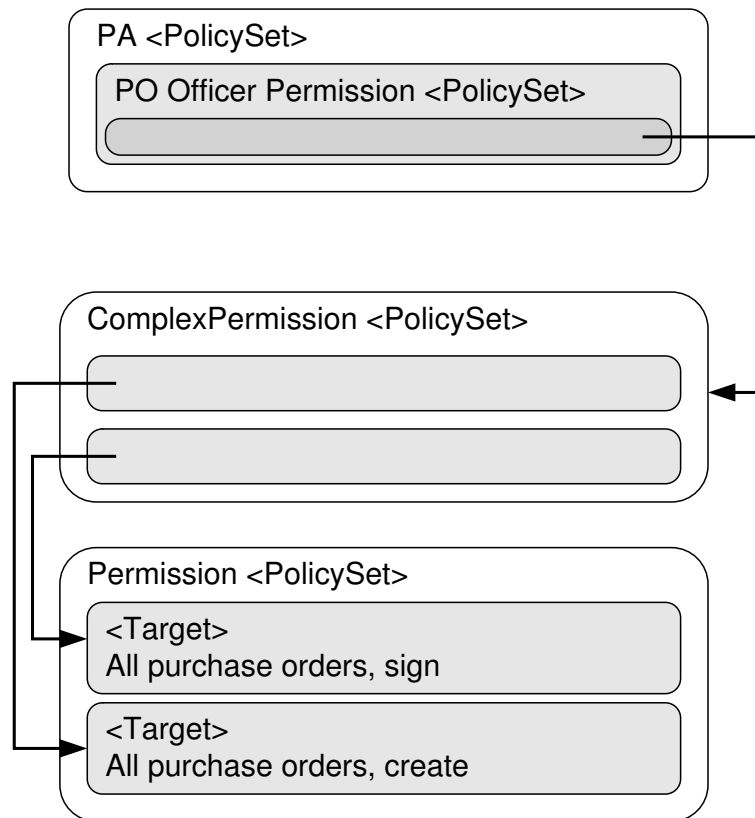 PA <PolicySet>
PO Officer Permission <PolicySet>
ComplexPermission <PolicySet>
Permission <PolicySet>
<Target>
All purchase orders, sign
<Target>
All purchase orders, create